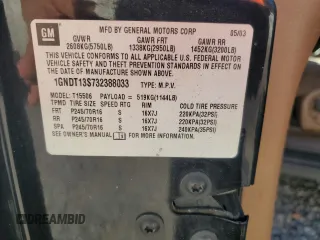 GM
MFD BY GENERAL MOTORS CORP
05/03
GVWR GAWR FRT GAWR RR
2608KG(5750LB) 1338KG(2950LB) 1452KG(3200LB)
THIS VEHICLE CONFORMS TO ALL APPLICABLE U.S. FEDERAL MOTOR
VEHICLE SAFETY AND THEFT PREVENTION STANDARDS IN EFFECT ON
THE DATE OF MANUFACTURE SHOWN ABOVE.
1GNDT13S732388033 TYPE: M.P.V.
MODEL: T15506 PAYLOAD = 519KG(1144LB)
TPMD TIRE SIZE SPEED RTG RIM COLD TIRE PRESSURE
FRT P245/70R16 S 16X7J 220KPA(32PSI)
RR P245/70R16 S 16X7J 220KPA(32PSI)
SPA P245/70R16 S 16X7J 240KPA(35PSI)
SEE OWNER'S MANUAL FOR MORE INFORMATION.
DREAMBID